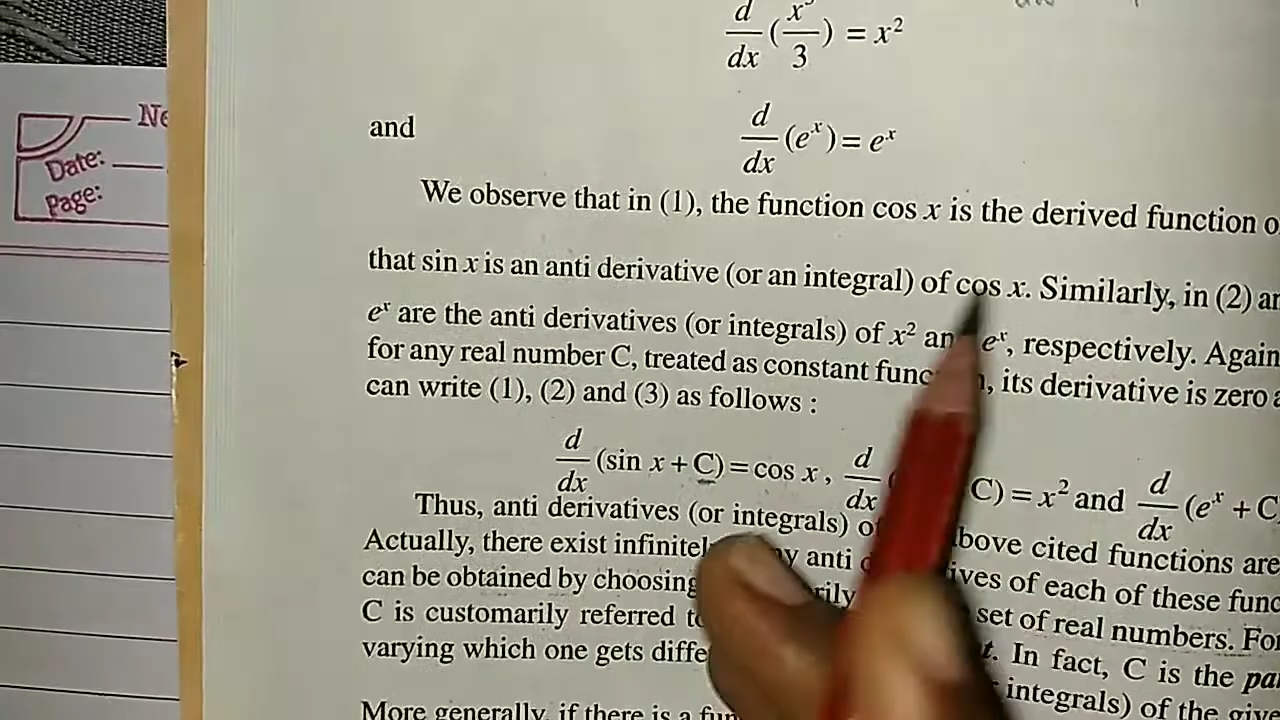 d/dx (x³/3) = x²
Ne
and d/dx (eˣ) = eˣ
Date:
Page:
We observe that in (1), the function cos x is the derived function o
that sin x is an anti derivative (or an integral) of cos x. Similarly, in (2) an
eˣ are the anti derivatives (or integrals) of x² an eˣ, respectively. Again
for any real number C, treated as constant func , its derivative is zero a
can write (1), (2) and (3) as follows :
d/dx (sin x + C) = cos x, d/dx ( C) = x² and d/dx (eˣ + C
Thus, anti derivatives (or integrals) o bove cited functions are
Actually, there exist infinitel y anti d ives of each of these func
can be obtained by choosing rily set of real numbers. For
C is customarily referred t t. In fact, C is the pa
varying which one gets diffe integrals) of the give
More generally, if there is a fun